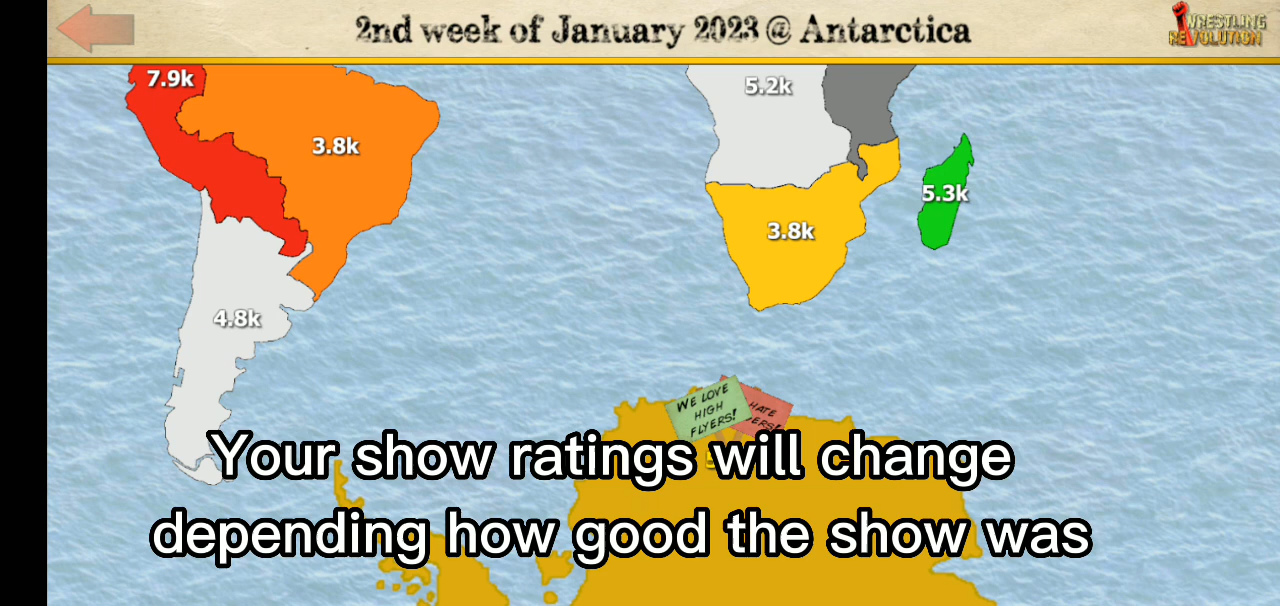 2nd week of January 2023 @ Antarctica
WRESTLING
REVOLUTION
7.9k
5.2k
3.8k
5.3k
3.8k
4.8k
WE LOVE
HIGH
FLYERS!
HATE
Your show ratings will change
depending how good the show was